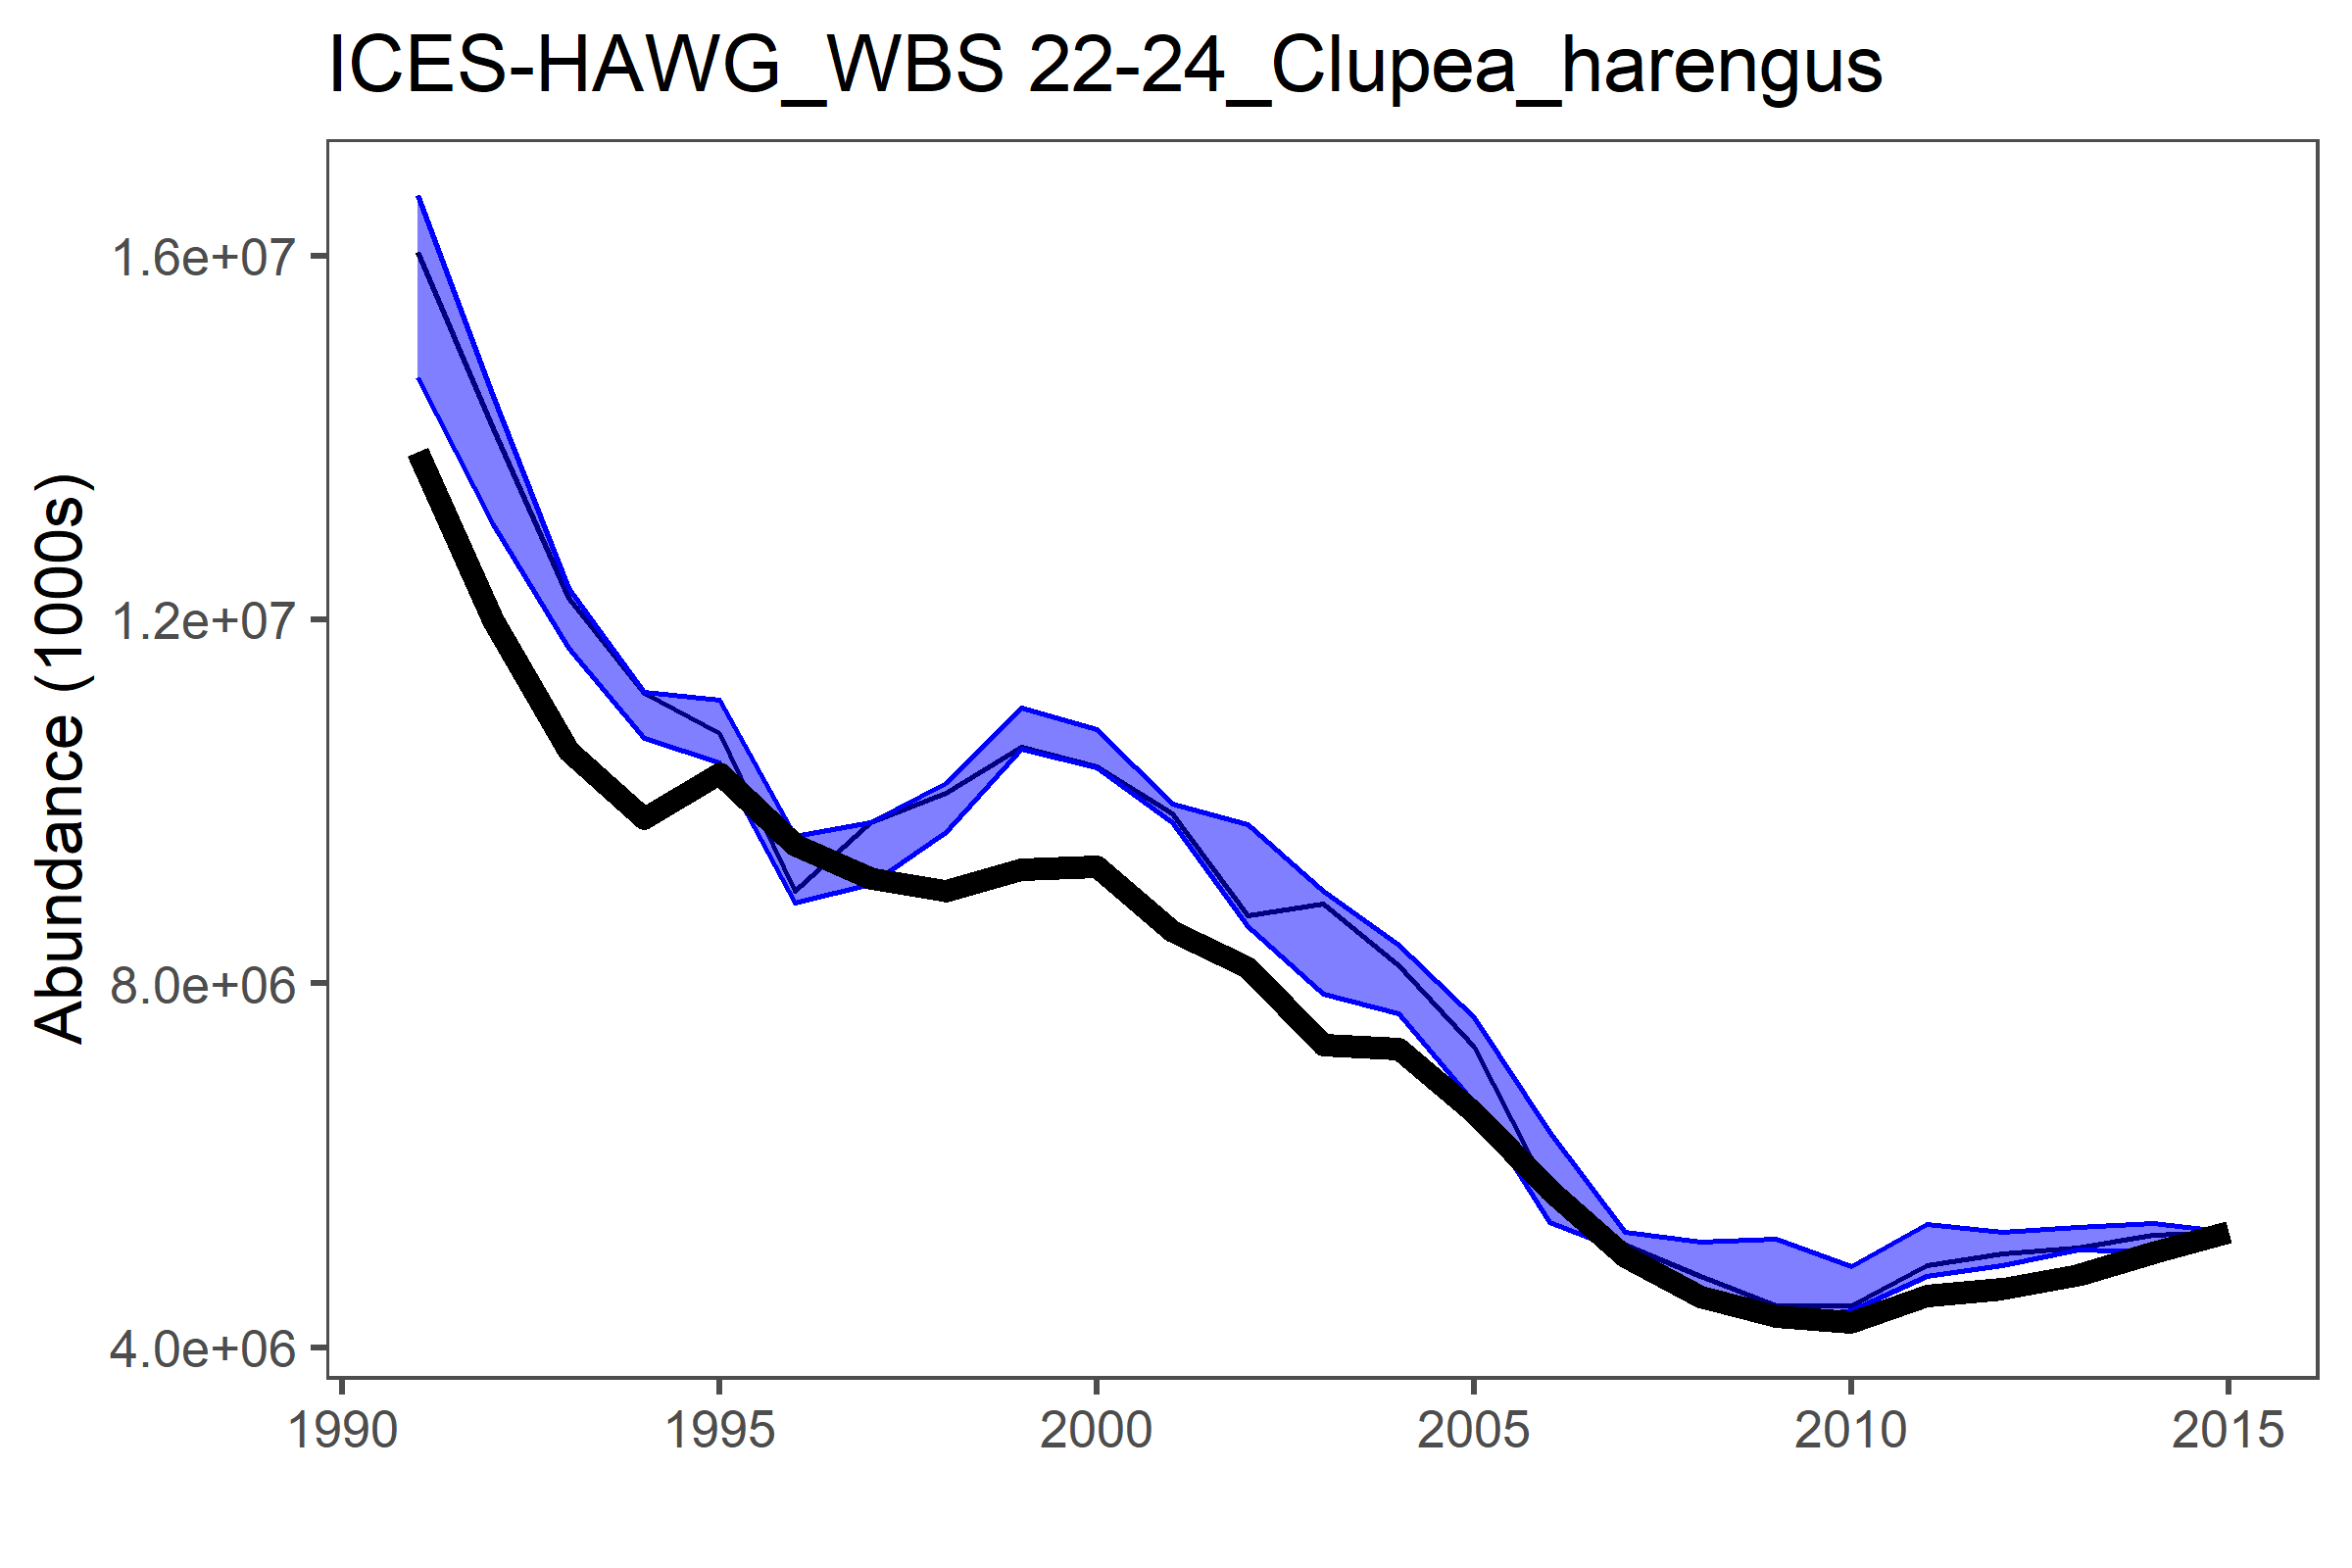 ICES-HAWG_WBS 22-24_Clupea_harengus
Abundance (1000s)
1.6e+07
1.2e+07
8.0e+06
4.0e+06
1990 1995 2000 2005 2010 2015